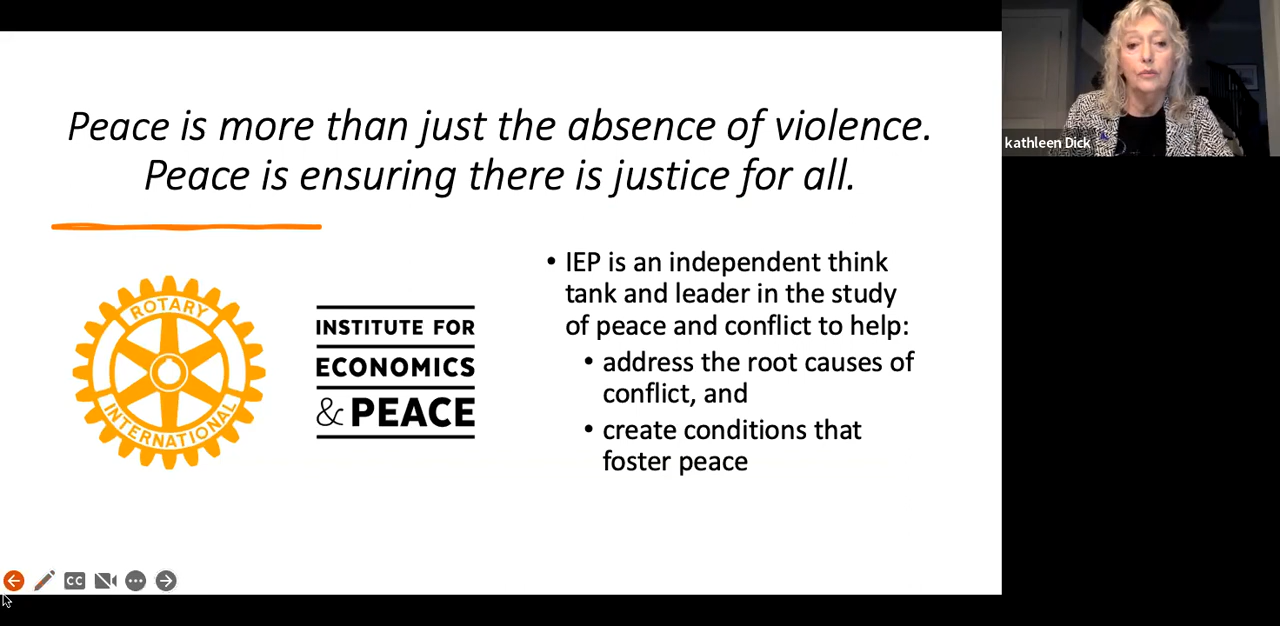 Peace is more than just the absence of violence.
Peace is ensuring there is justice for all.
ROTARY
INTERNATIONAL
INSTITUTE FOR
ECONOMICS
& PEACE
• IEP is an independent think
tank and leader in the study
of peace and conflict to help:
• address the root causes of
conflict, and
• create conditions that
foster peace
CC
kathleen Dick